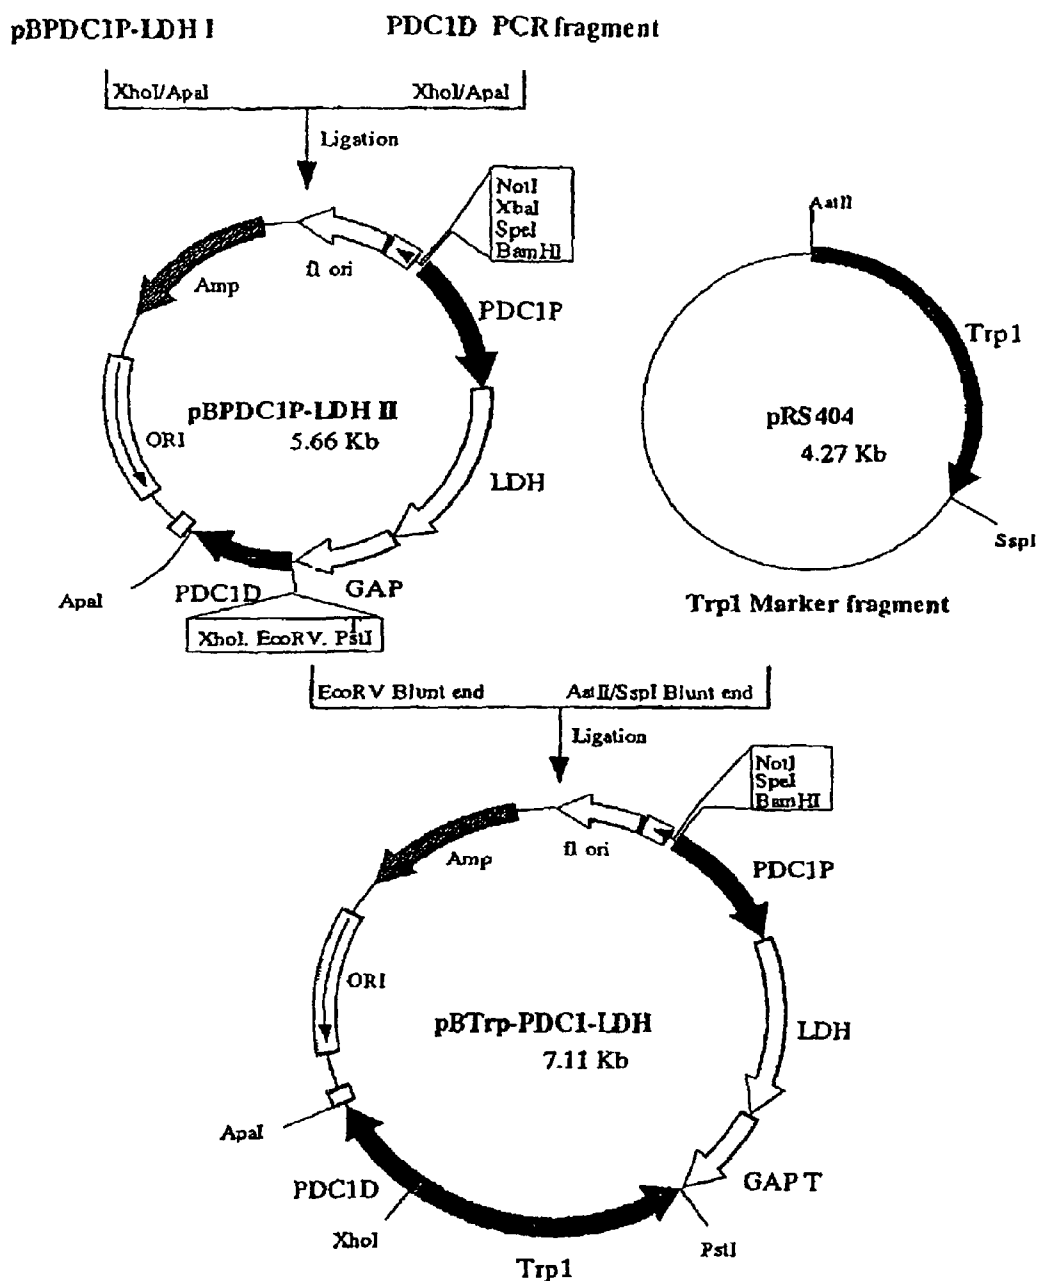 pBPDC1P-LDH I
PDC1D PCR fragment
XhoI/ApaI
XhoI/ApaI
Ligation
NotI
XbaI
SpeI
BamHI
f1 ori
Amp
PDC1P
pBPDC1P-LDH II
5.66 Kb
ORI
LDH
GAP
PDC1D
ApaI
XhoI. EcoRV. PstI
AatII
Trp1
pRS404
4.27 Kb
SspI
Trp1 Marker fragment
EcoRV Blunt end
AatII/SspI Blunt end
Ligation
NotI
SpeI
BamHI
f1 ori
Amp
PDC1P
ORI
pBTrp-PDC1-LDH
7.11 Kb
LDH
ApaI
PDC1D
GAP T
XhoI
PstI
Trp1